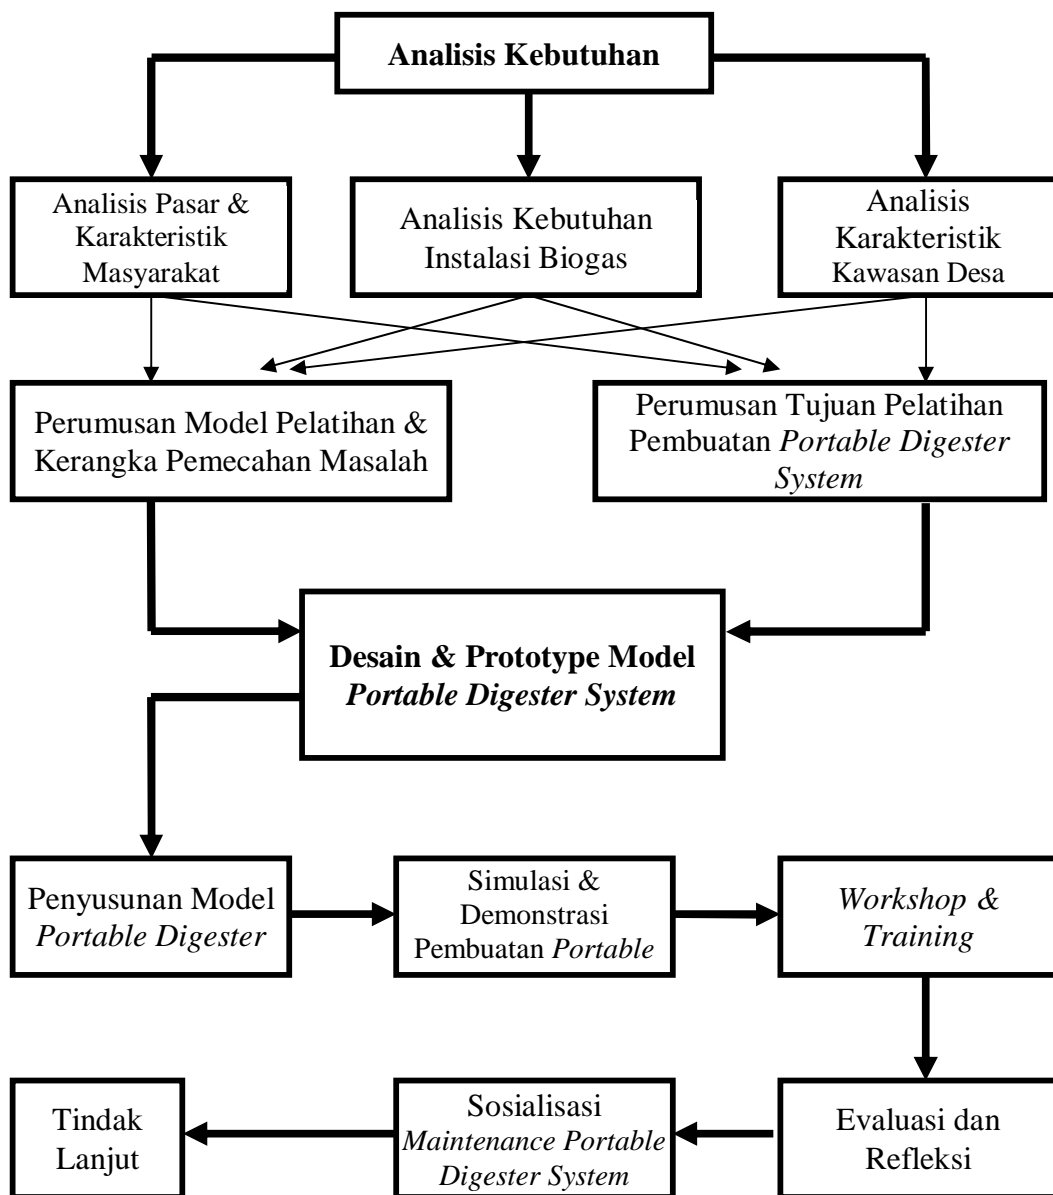 Analisis Kebutuhan
Analisis Pasar &
Karakteristik
Masyarakat
Analisis Kebutuhan
Instalasi Biogas
Analisis
Karakteristik
Kawasan Desa
Perumusan Model Pelatihan &
Kerangka Pemecahan Masalah
Perumusan Tujuan Pelatihan
Pembuatan Portable Digester
System
Desain & Prototype Model
Portable Digester System
Penyusunan Model
Portable Digester
Simulasi &
Demonstrasi
Pembuatan Portable
Workshop &
Training
Tindak
Lanjut
Sosialisasi
Maintenance Portable
Digester System
Evaluasi dan
Refleksi